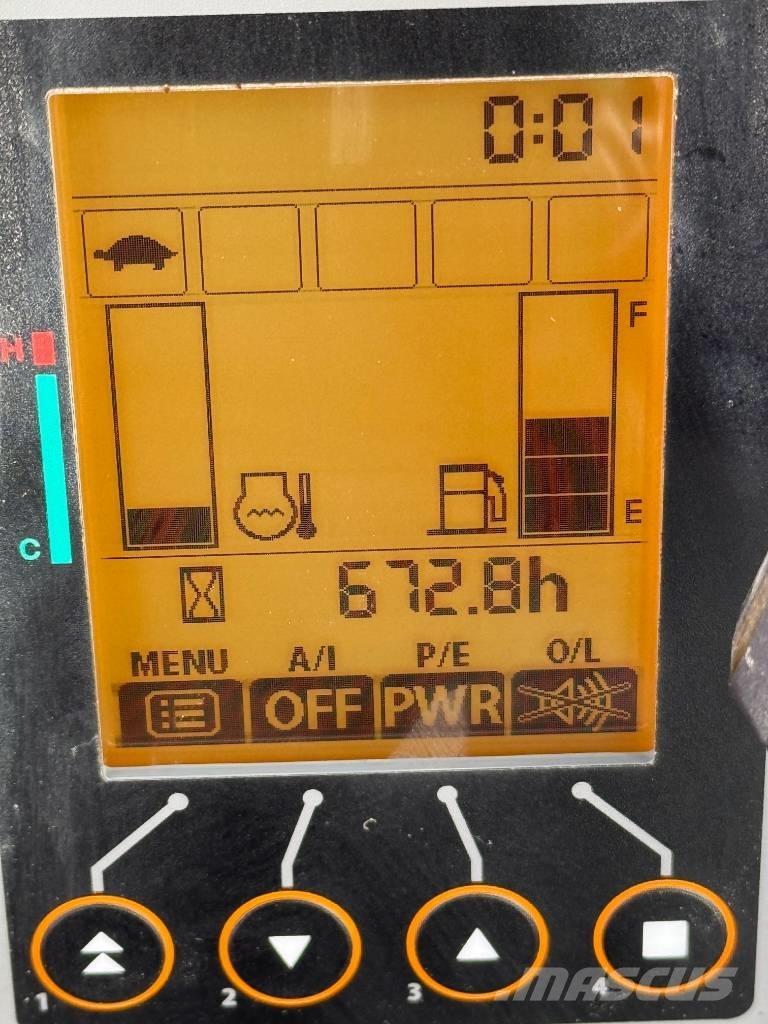 0:01
F
H
E
C
672.8h
MENU A/I P/E O/L
OFF PWR
1 2 3 4
MASCUS